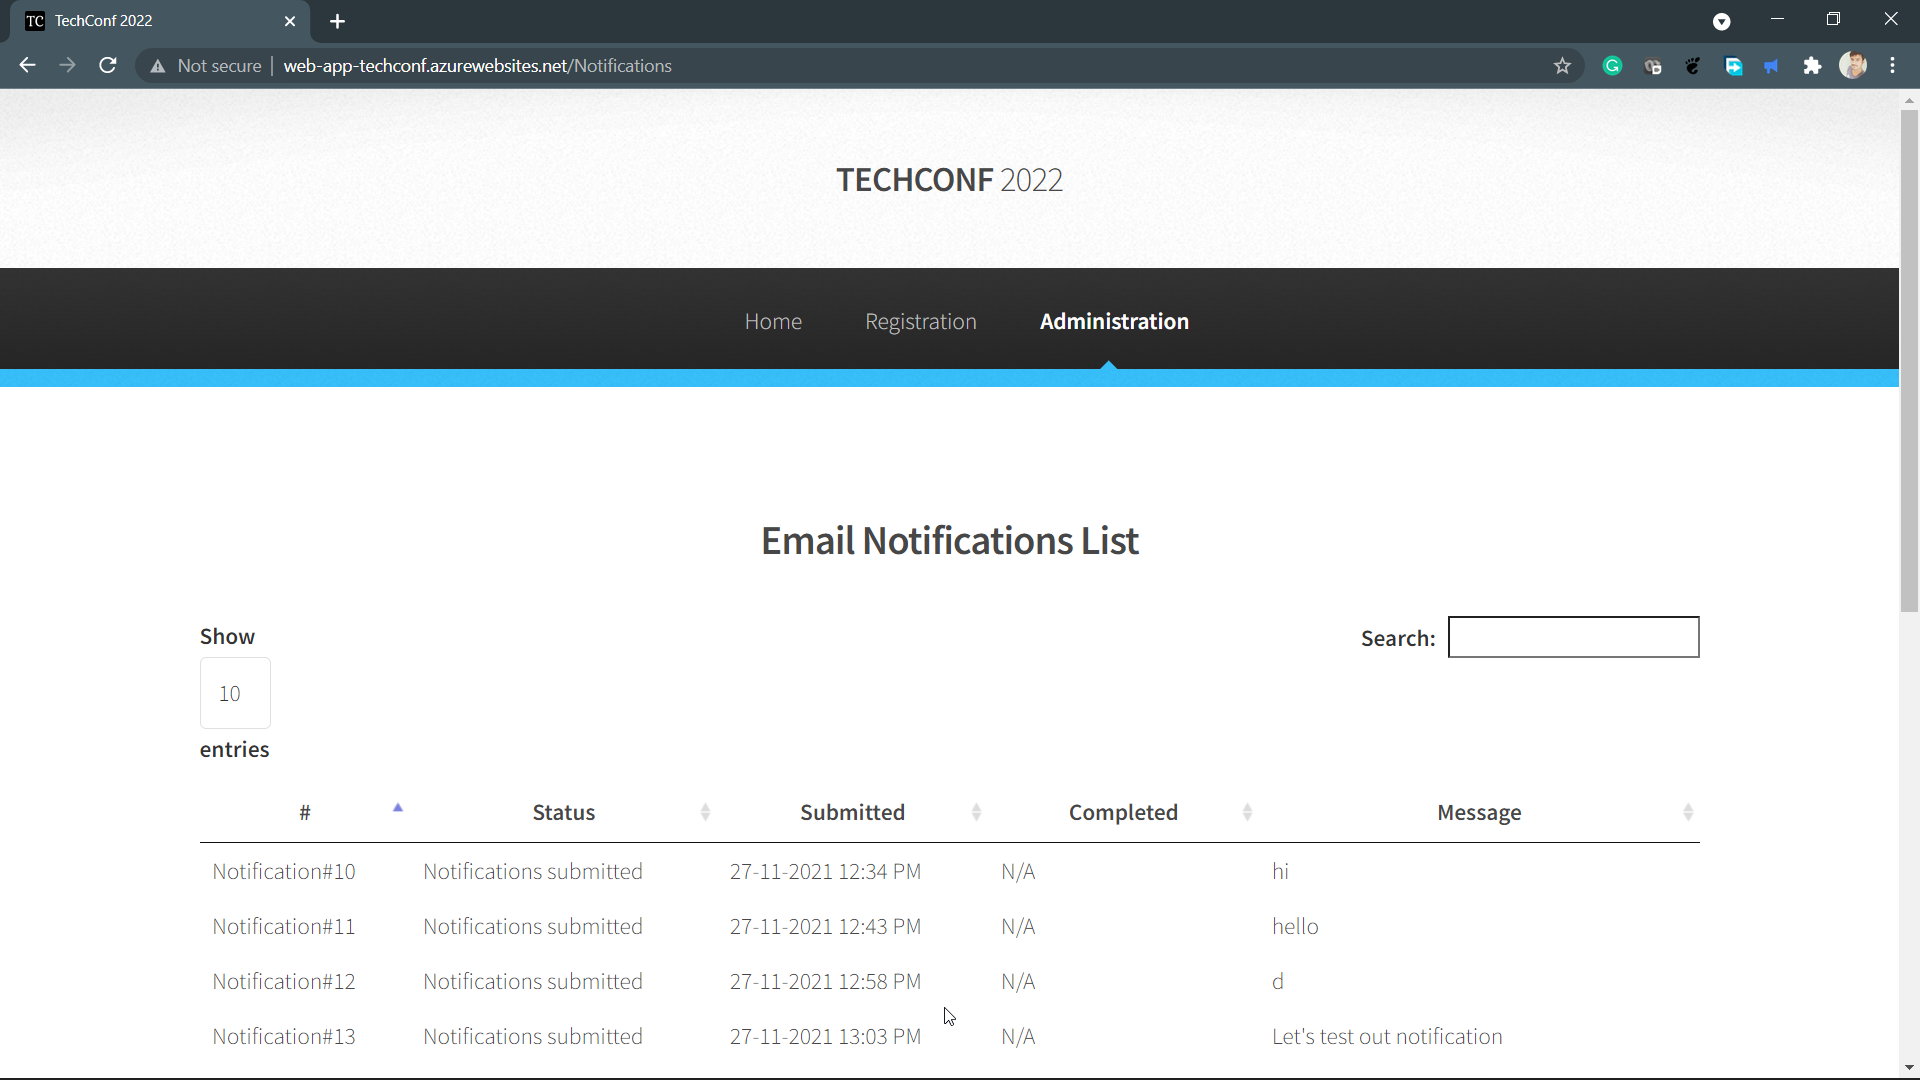 TC TechConf 2022
Not secure web-app-techconf.azurewebsites.net/Notifications
TECHCONF 2022
Home Registration Administration
Email Notifications List
Show
Search:
10
entries
# Status Submitted Completed Message
Notification#10 Notifications submitted 27-11-2021 12:34 PM N/A hi
Notification#11 Notifications submitted 27-11-2021 12:43 PM N/A hello
Notification#12 Notifications submitted 27-11-2021 12:58 PM N/A d
Notification#13 Notifications submitted 27-11-2021 13:03 PM N/A Let's test out notification